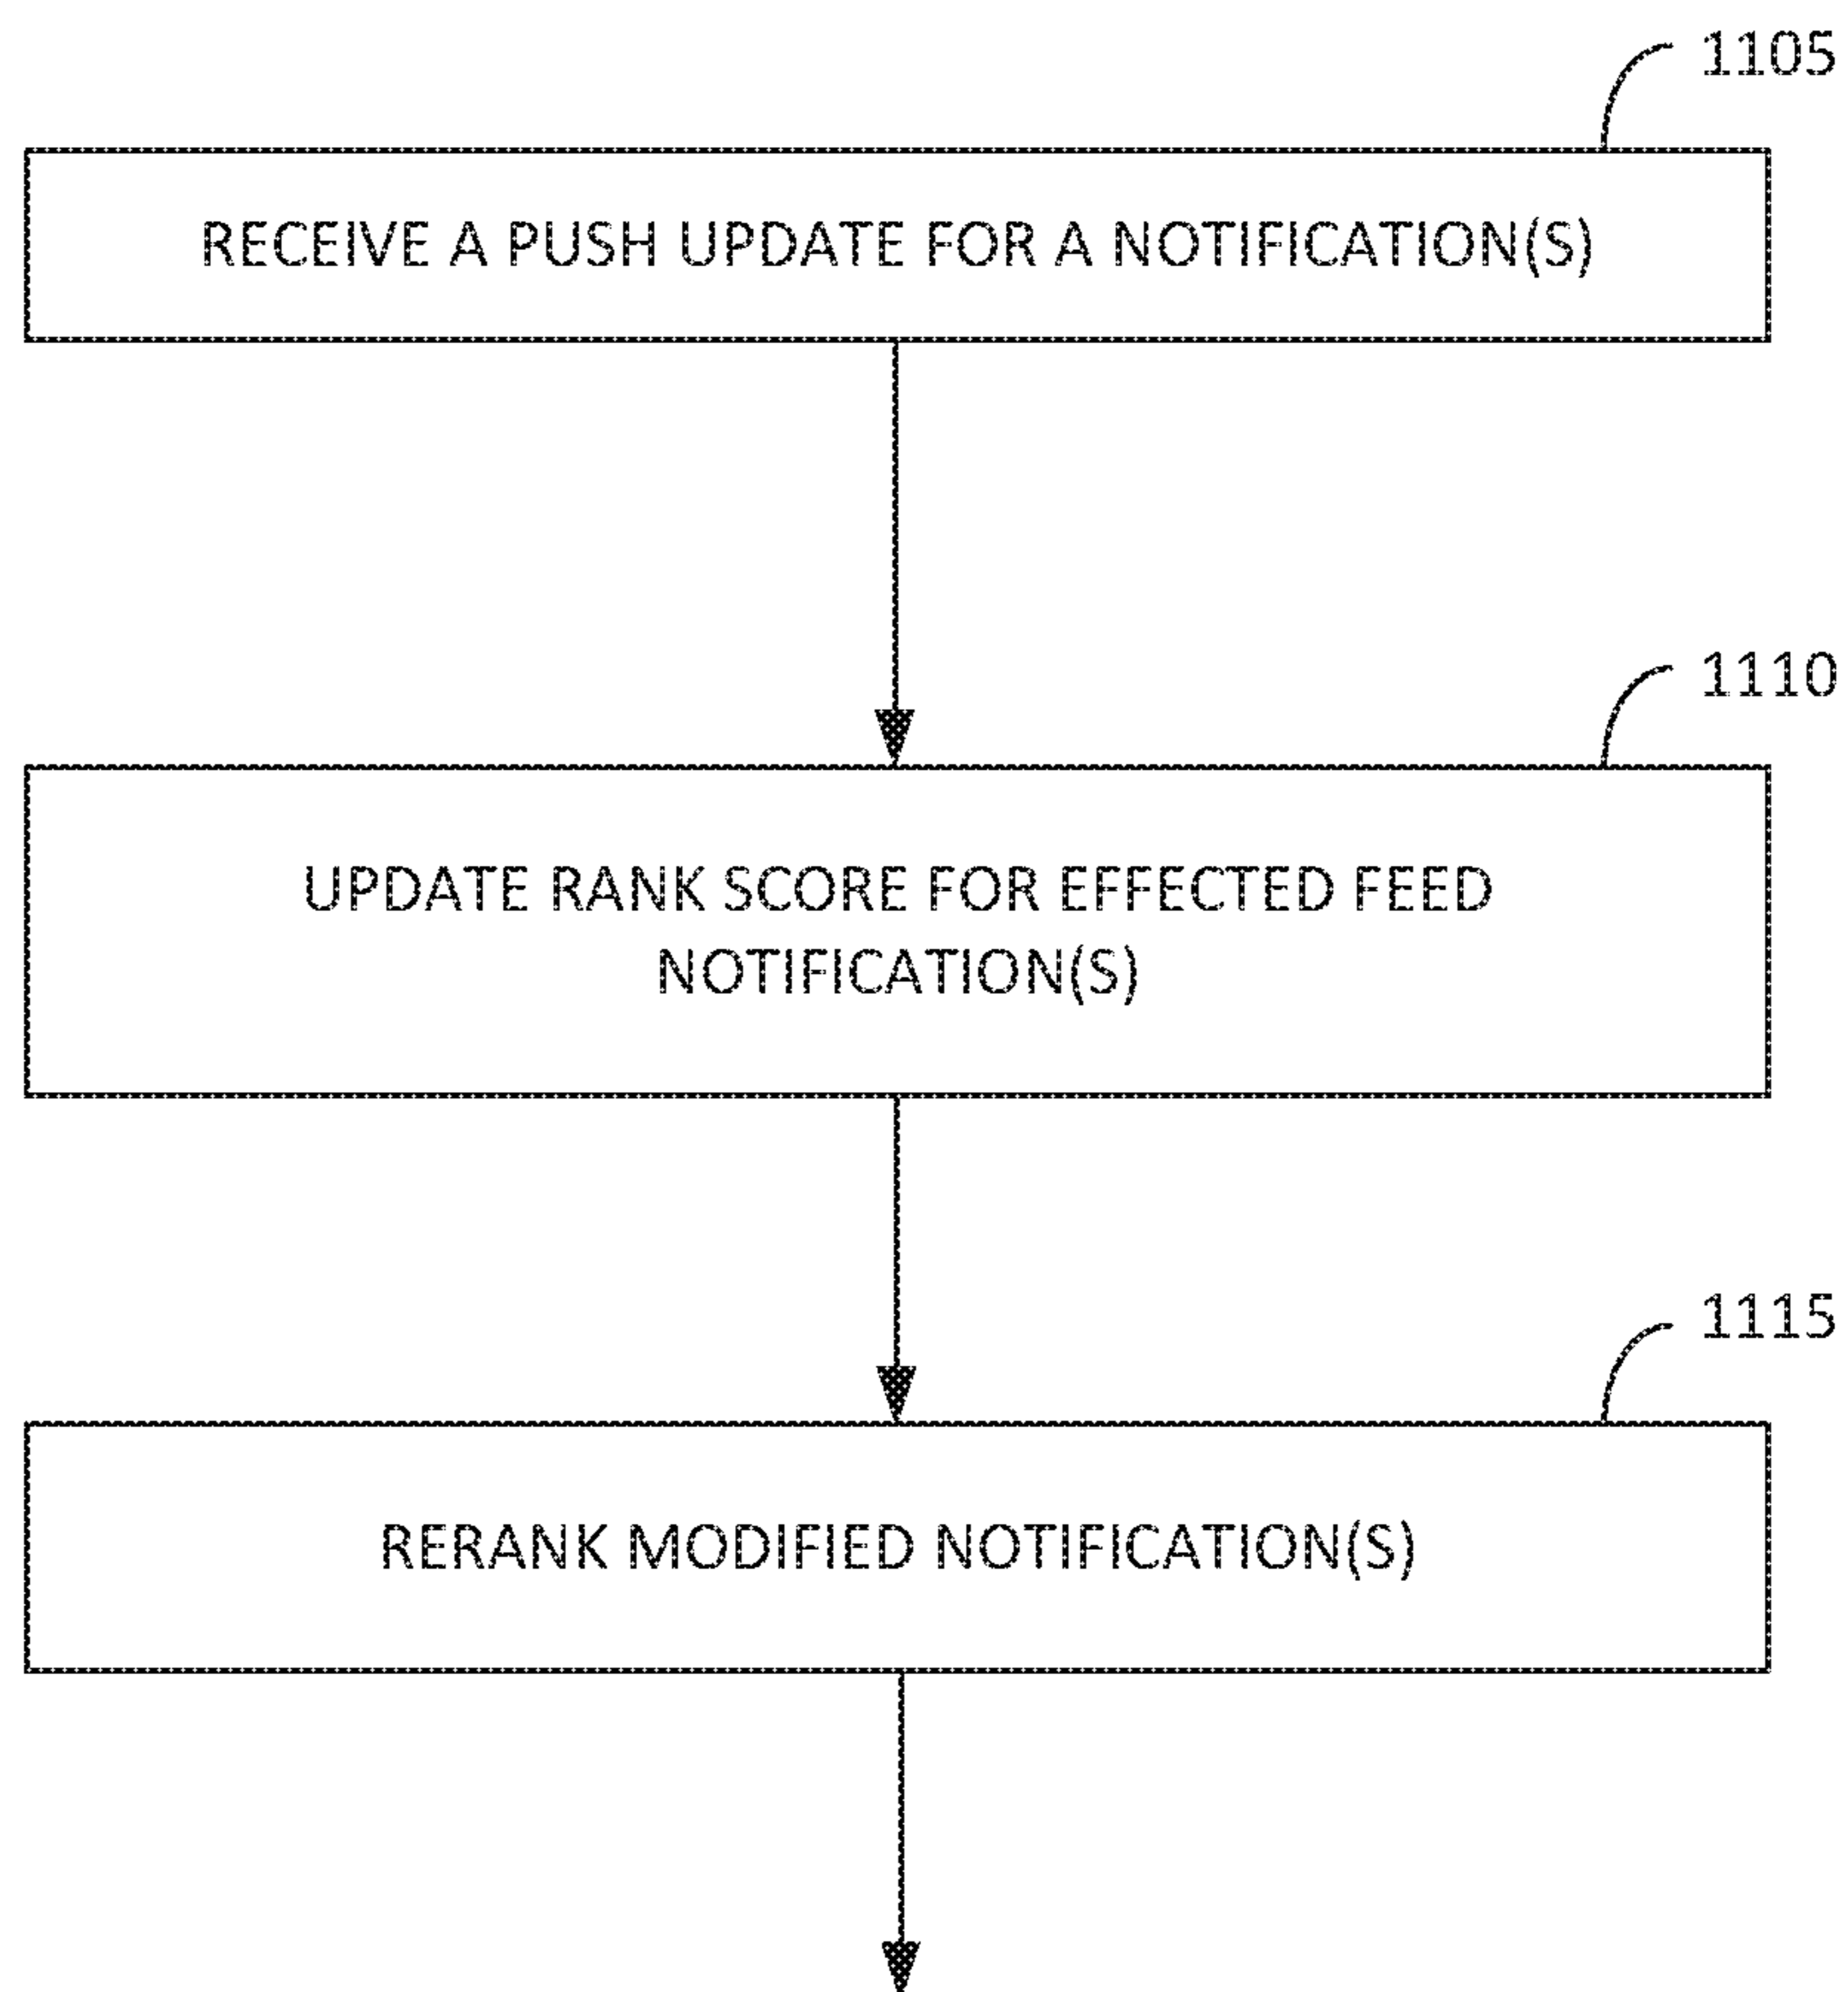 1105
RECEIVE A PUSH UPDATE FOR A NOTIFICATION(S)
1110
UPDATE RANK SCORE FOR EFFECTED FEED
NOTIFICATION(S)
1115
RERANK MODIFIED NOTIFICATION(S)